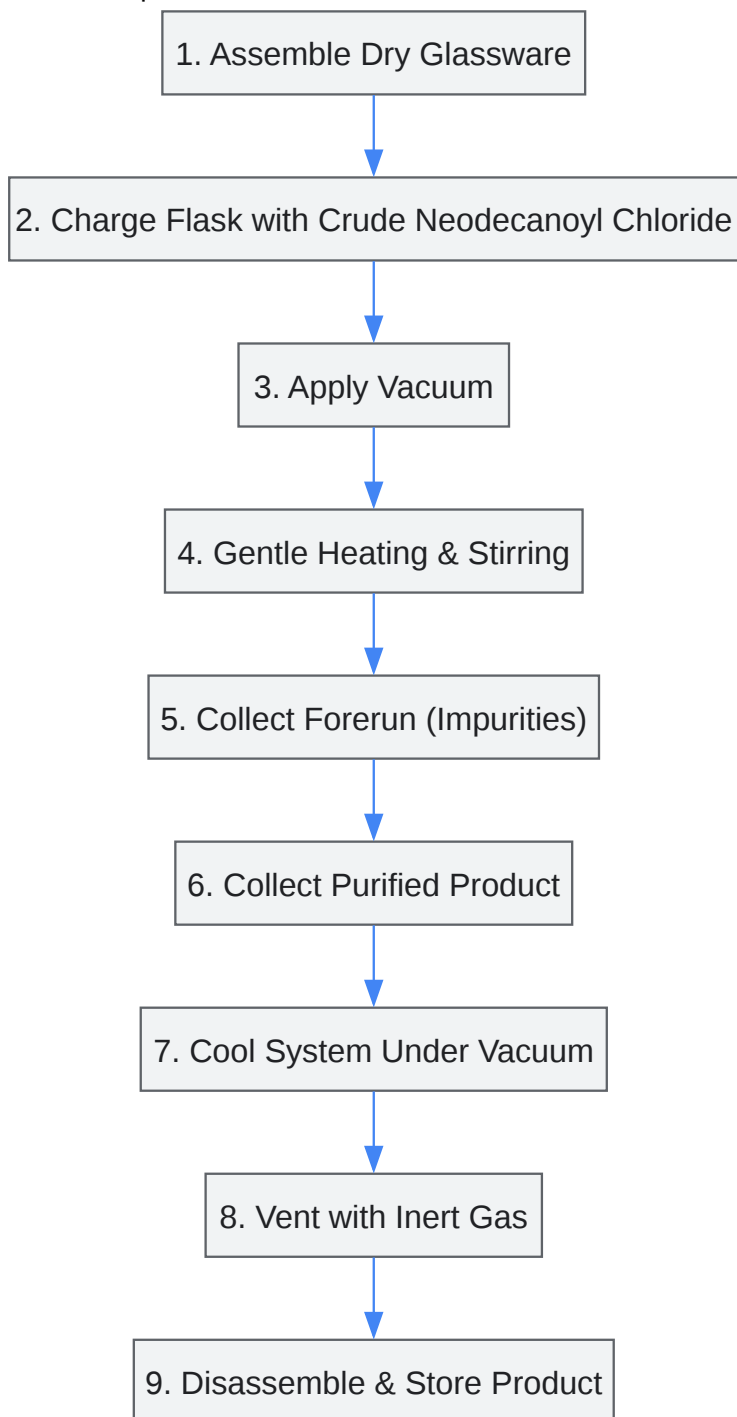 1. Assemble Dry Glassware
2. Charge Flask with Crude Neodecanoyl Chloride
3. Apply Vacuum
4. Gentle Heating & Stirring
5. Collect Forerun (Impurities)
6. Collect Purified Product
7. Cool System Under Vacuum
8. Vent with Inert Gas
9. Disassemble & Store Product